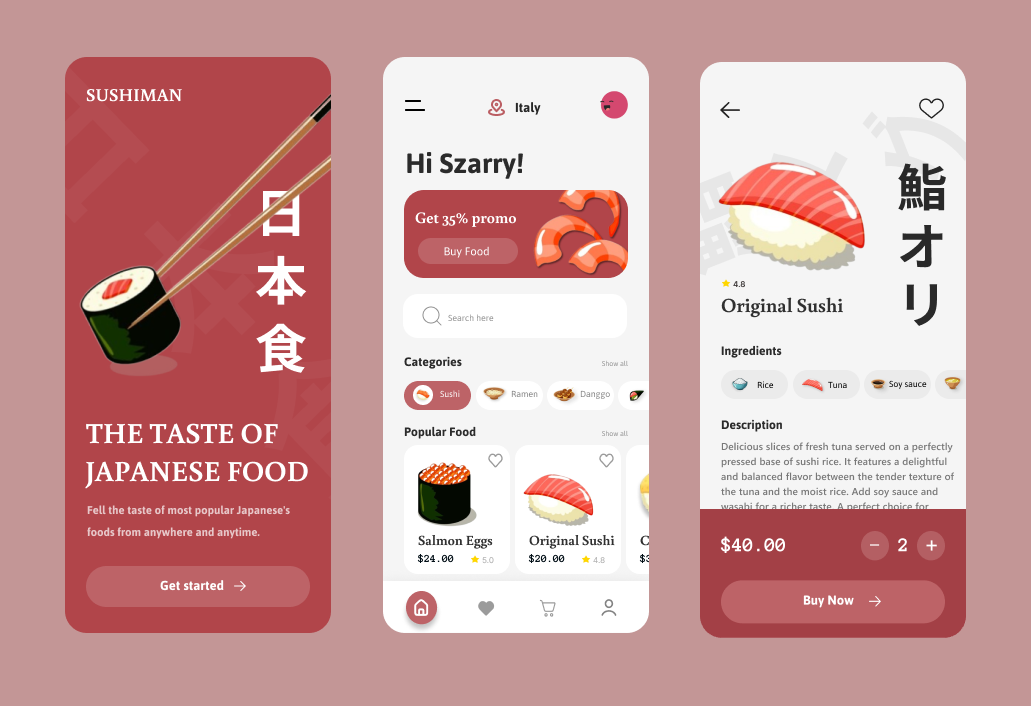 SUSHIMAN
日
本
食
THE TASTE OF
JAPANESE FOOD
Fell the taste of most popular Japanese's
foods from anywhere and anytime.
Get started
Italy
Hi Szarry!
Get 35% promo
Buy Food
Search here
Categories
Show all
Sushi
Ramen
Danggo
Popular Food
Show all
Salmon Eggs
$24.00
5.0
Original Sushi
$20.00
4.8
鮨
オ
リ
4.8
Original Sushi
Ingredients
Rice
Tuna
Soy sauce
Description
Delicious slices of fresh tuna served on a perfectly
pressed base of sushi rice. It features a delightful
and balanced flavor between the tender texture of
the tuna and the moist rice. Add soy sauce and
wasabi for a richer taste. A perfect choice for
$40.00
2
Buy Now